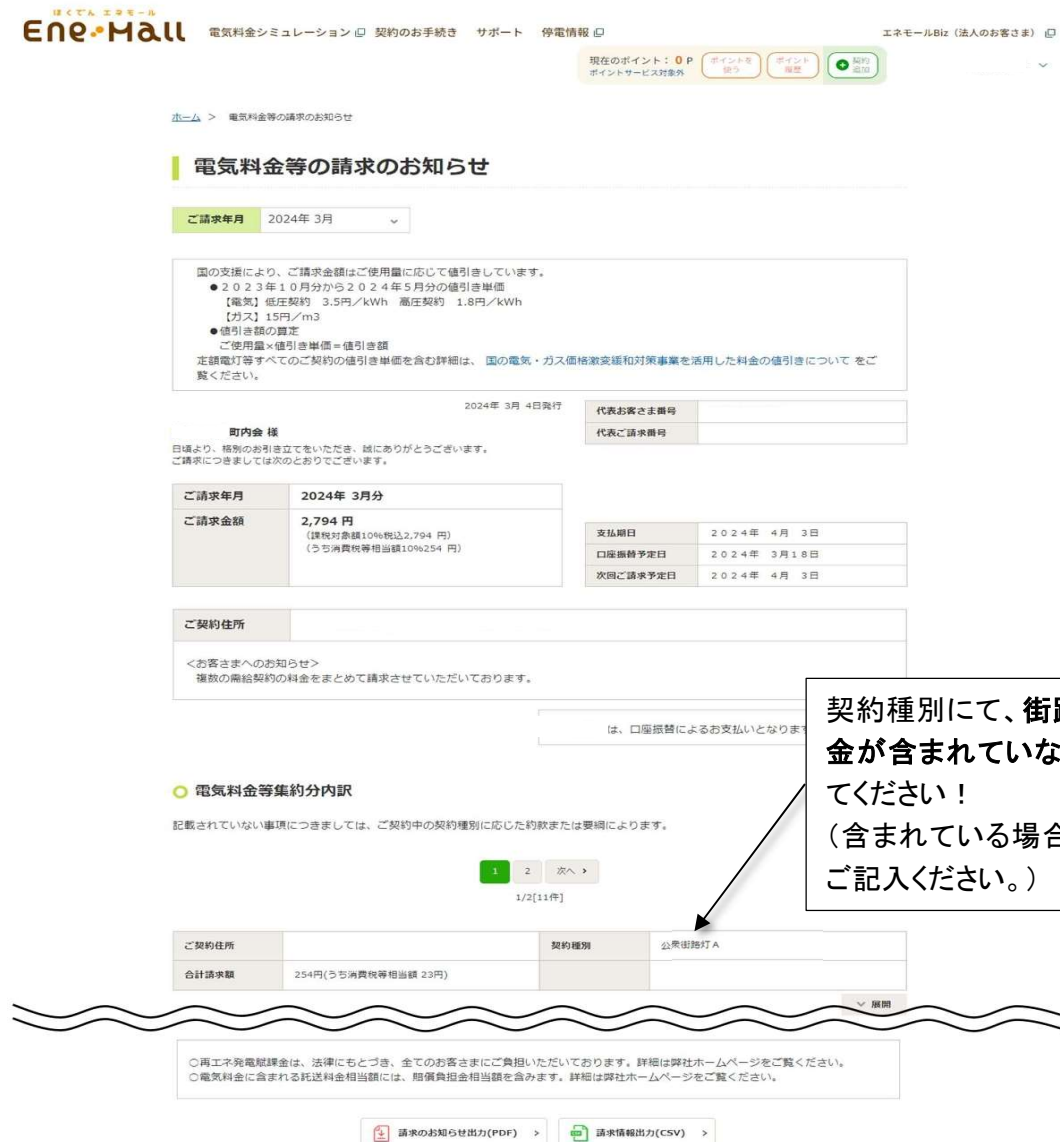 ほくでん エネモール
Ene・Mall
電気料金シミュレーション 契約のお手続き サポート 停電情報
エネモールBiz（法人のお客さま）
現在のポイント：0 P
ポイントサービス対象外
ポイントを
使う
ポイント
履歴
契約
追加
ホーム > 電気料金等の請求のお知らせ
電気料金等の請求のお知らせ
ご請求年月 2024年 3月
国の支援により、ご請求金額はご使用量に応じて値引きしています。
●２０２３年１０月分から２０２４年５月分の値引き単価
【電気】低圧契約 3.5円／kWh 高圧契約 1.8円／kWh
【ガス】15円／m3
●値引き額の算定
ご使用量×値引き単価＝値引き額
定額電灯等すべてのご契約の値引き単価を含む詳細は、 国の電気・ガス価格激変緩和対策事業を活用した料金の値引きについて をご
覧ください。
2024年 3月 4日発行
代表お客さま番号
代表ご請求番号
町内会 様
日頃より、格別のお引き立てをいただき、誠にありがとうございます。
ご請求につきましては次のとおりでございます。
ご請求年月 2024年 3月分
ご請求金額 2,794 円
（課税対象額10%税込2,794 円）
（うち消費税等相当額10%254 円）
支払期日 ２０２４年 ４月 ３日
口座振替予定日 ２０２４年 ３月１８日
次回ご請求予定日 ２０２４年 ４月 ３日
ご契約住所
＜お客さまへのお知らせ＞
複数の需給契約の料金をまとめて請求させていただいております。
は、口座振替によるお支払いとなります
契約種別にて、街
金が含まれていな
てください！
（含まれている場合
ご記入ください。）
電気料金等集約分内訳
記載されていない事項につきましては、ご契約中の契約種別に応じた約款または要綱によります。
1 2 次へ >
1/2[11件]
ご契約住所 契約種別 公衆街路灯Ａ
合計請求額 254円(うち消費税等相当額 23円)
展開
○再エネ発電賦課金は、法律にもとづき、全てのお客さまにご負担いただいております。詳細は弊社ホームページをご覧ください。
○電気料金に含まれる託送料金相当額には、賠償負担金相当額を含みます。詳細は弊社ホームページをご覧ください。
請求のお知らせ出力(PDF) >
請求情報出力(CSV) >